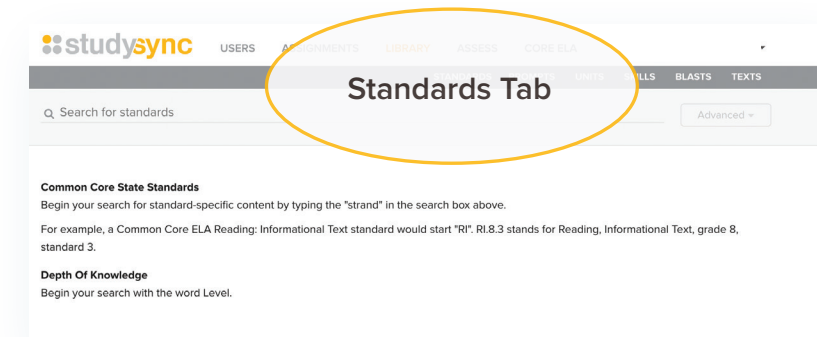 studysync USERS ASSIGNMENTS LIBRARY ASSESS CORE ELA
STANDARDS PROMPTS UNITS SKILLS BLASTS TEXTS
Standards Tab
Search for standards
Advanced
Common Core State Standards
Begin your search for standard-specific content by typing the "strand" in the search box above.
For example, a Common Core ELA Reading: Informational Text standard would start "RI". RI.8.3 stands for Reading, Informational Text, grade 8,
standard 3.
Depth Of Knowledge
Begin your search with the word Level.